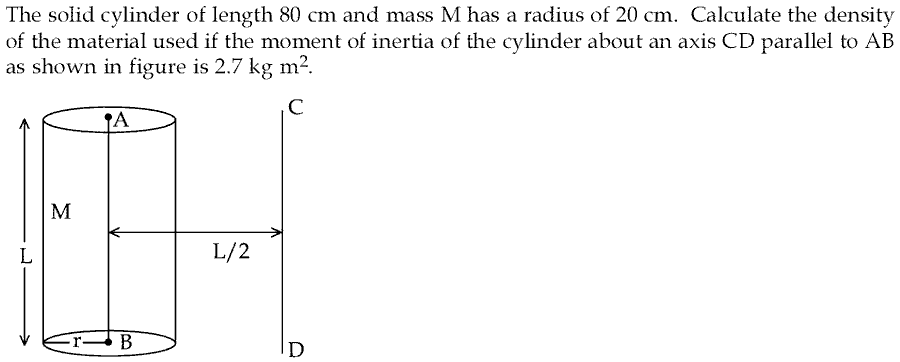 The solid cylinder of length 80 cm and mass M has a radius of 20 cm. Calculate the density
of the material used if the moment of inertia of the cylinder about an axis CD parallel to AB
as shown in figure is 2.7 kg m².
C
A
M
L/2
L
r
B
D